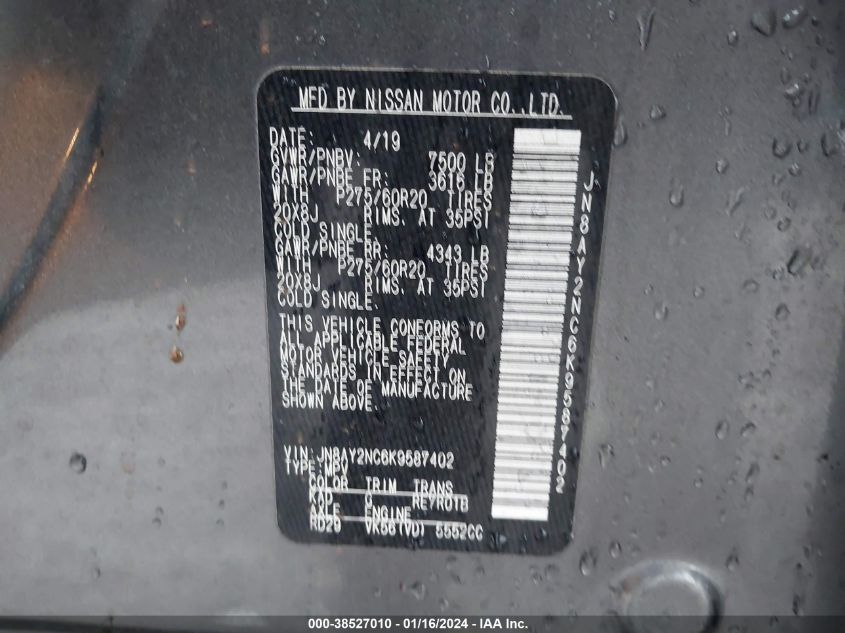 MFD BY NISSAN MOTOR CO.,LTD.
DATE: 4/19
GVWR/PNBV: 7500 LB
GAWR/PNBE FR: 3616 LB
WITH P275/60R20 TIRES
20X8J RIMS. AT 35PSI
COLD SINGLE.
GAWR/PNBE RR: 4343 LB
WITH P275/60R20 TIRES
20X8J RIMS. AT 35PSI
COLD SINGLE.
THIS VEHICLE CONFORMS TO
ALL APPLICABLE FEDERAL
MOTOR VEHICLE SAFETY
STANDARDS IN EFFECT ON
THE DATE OF MANUFACTURE
SHOWN ABOVE.
VIN: JN8AY2NC6K9587402
TYPE: MPV
COLOR TRIM TRANS
KAD G RE7R01B
AXLE ENGINE
RD29 VK56(VD) 5552CC
JN8AY2NC6K9587402
000-38527010 - 01/16/2024 - IAA Inc.